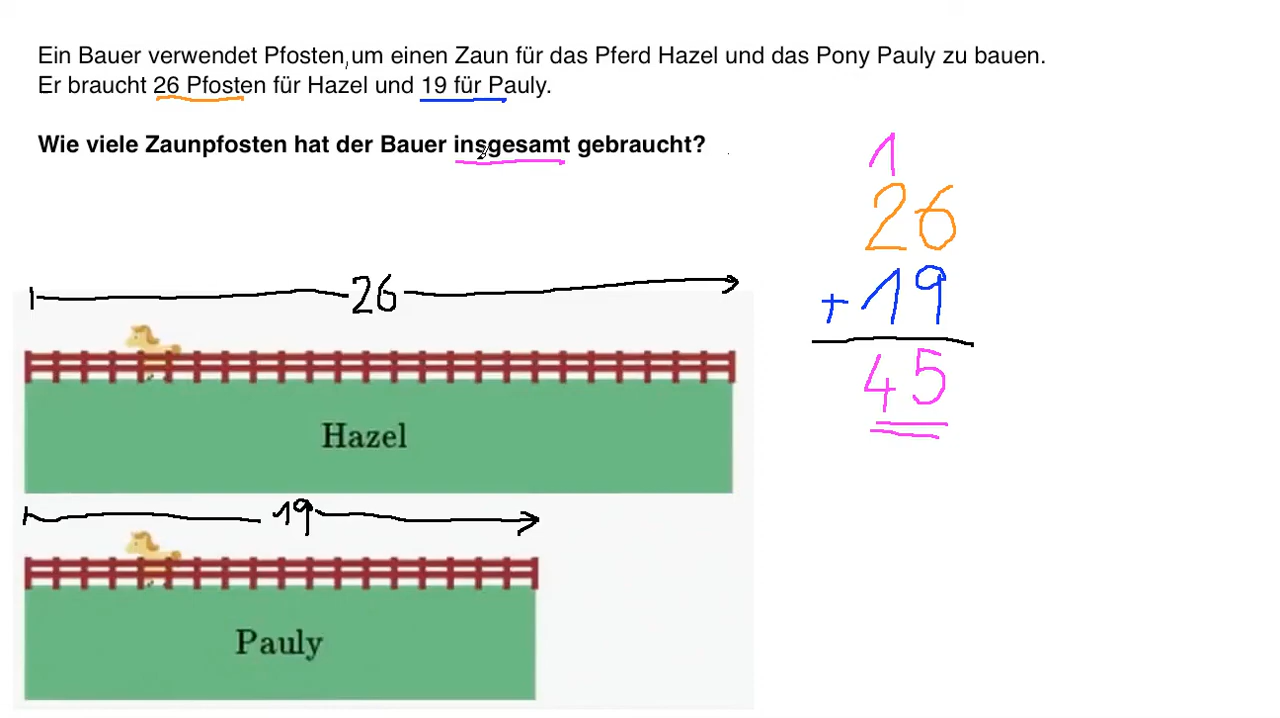 Ein Bauer verwendet Pfosten, um einen Zaun für das Pferd Hazel und das Pony Pauly zu bauen.
Er braucht 26 Pfosten für Hazel und 19 für Pauly.
Wie viele Zaunpfosten hat der Bauer insgesamt gebraucht?
1
26
+ 19
45
26
Hazel
19
Pauly